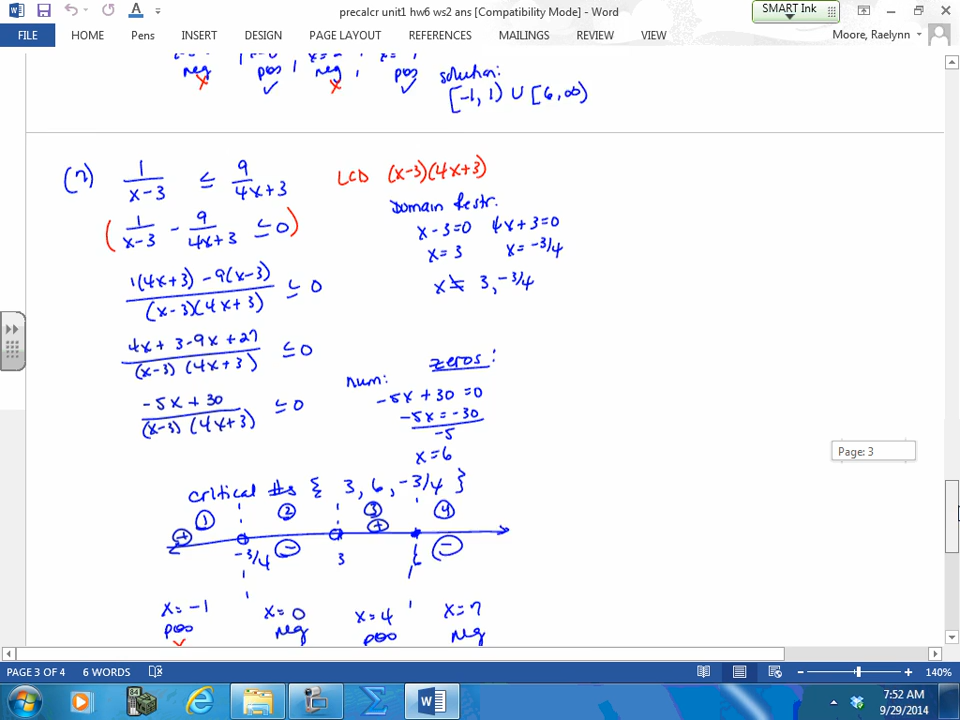 precalcr unit1 hw6 ws2 ans [Compatibility Mode] - Word
SMART Ink
FILE HOME Pens INSERT DESIGN PAGE LAYOUT REFERENCES MAILINGS REVIEW VIEW
Moore, Raelynn
neg pos neg pos
solution:
[-1, 1) ∪ [6, ∞)
(7) 1/(x-3) ≤ 9/(4x+3)
LCD (x-3)(4x+3)
(1/(x-3) - 9/(4x+3) ≤ 0)
Domain Restr.
x-3=0 4x+3=0
x=3 x=-3/4
x≠ 3, -3/4
1(4x+3) - 9(x-3) / (x-3)(4x+3) ≤ 0
4x+3-9x+27 / (x-3)(4x+3) ≤ 0
-5x+30 / (x-3)(4x+3) ≤ 0
zeros:
num:
-5x+30=0
-5x=-30
-5
x=6
critical #s { 3, 6, -3/4 }
1 2 3 4
+ - + -
-3/4 3 6
x=-1 x=0 x=4 x=7
pos neg pos neg
Page: 3
PAGE 3 OF 4 6 WORDS
140%
7:52 AM
9/29/2014